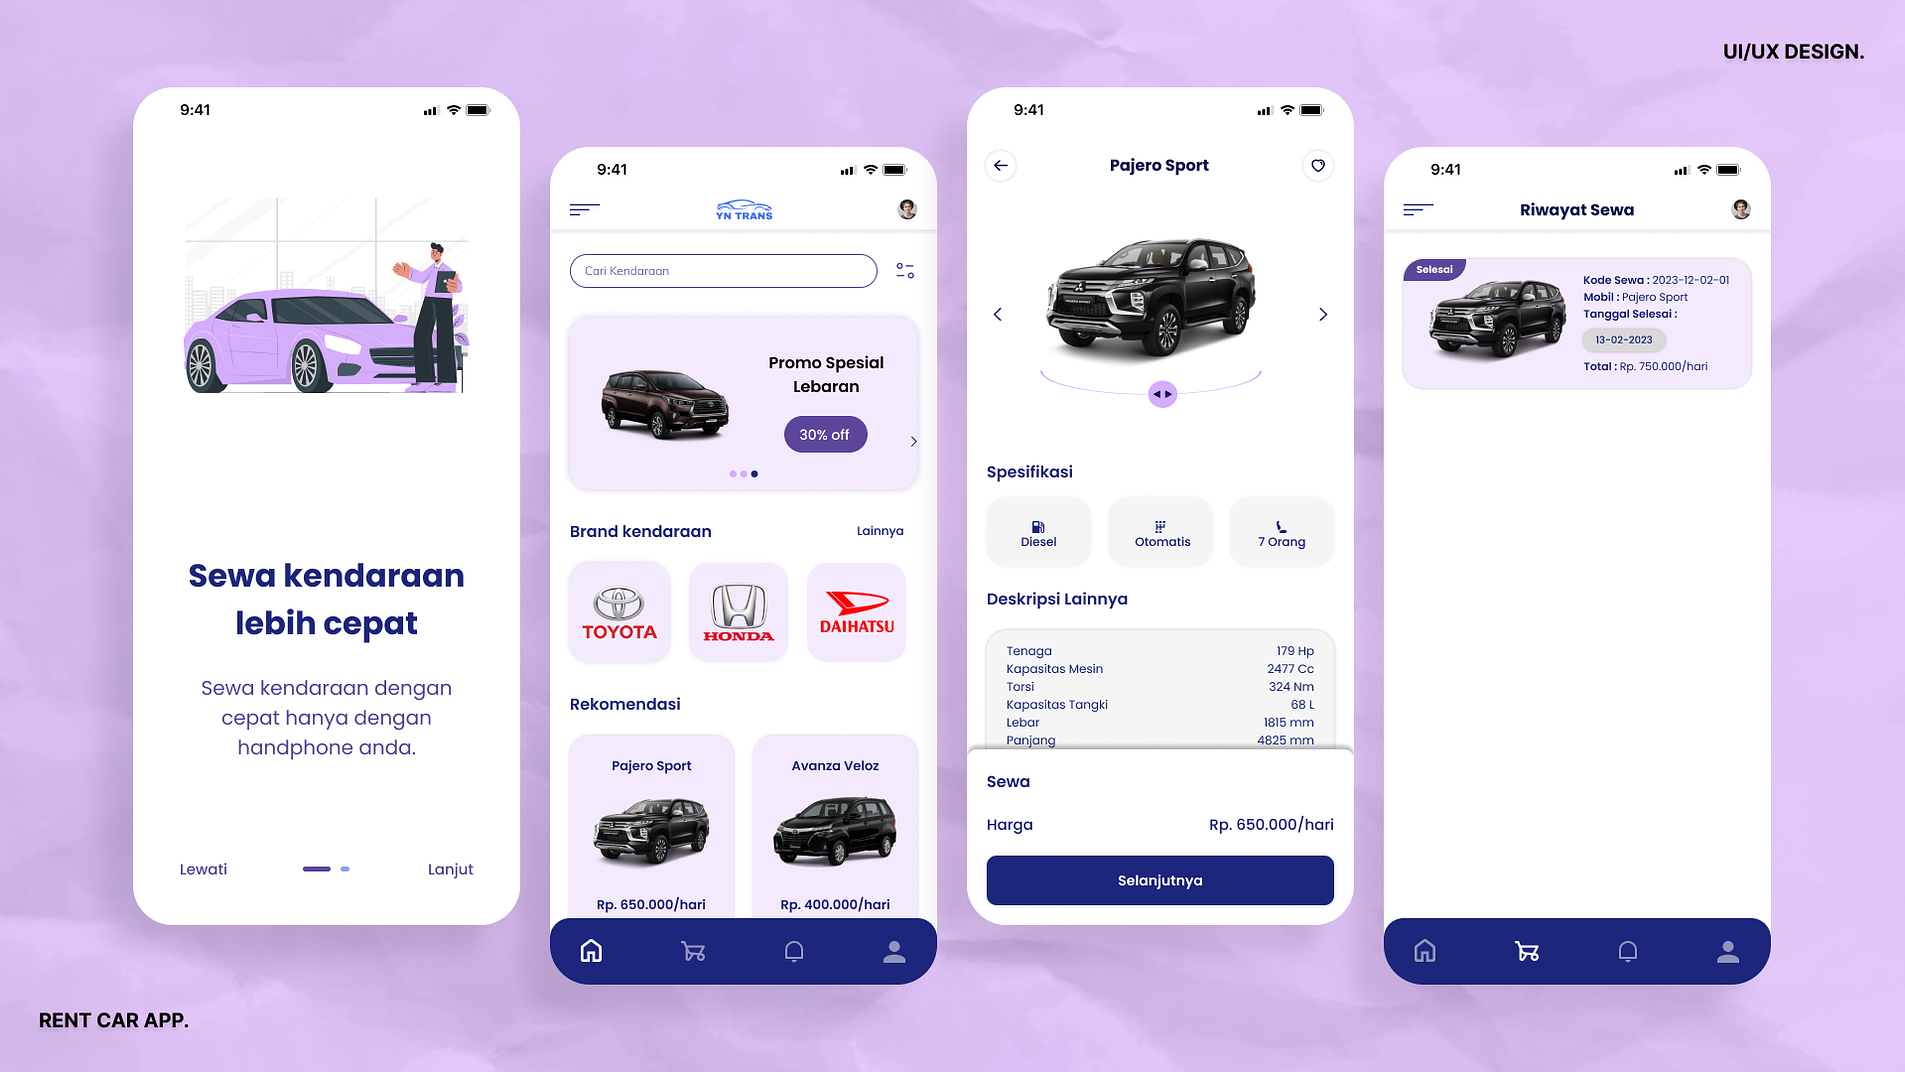 UI/UX DESIGN.
9:41
Sewa kendaraan
lebih cepat
Sewa kendaraan dengan
cepat hanya dengan
handphone anda.
Lewati
Lanjut
9:41
YN TRANS
Cari Kendaraan
Promo Spesial
Lebaran
30% off
Brand kendaraan
Lainnya
TOYOTA
HONDA
DAIHATSU
Rekomendasi
Pajero Sport
Avanza Veloz
Rp. 650.000/hari
Rp. 400.000/hari
9:41
Pajero Sport
PAJERO SPORT
Spesifikasi
Diesel
Otomatis
7 Orang
Deskripsi Lainnya
Tenaga 179 Hp
Kapasitas Mesin 2477 Cc
Torsi 324 Nm
Kapasitas Tangki 68 L
Lebar 1815 mm
Panjang 4825 mm
Sewa
Harga Rp. 650.000/hari
Selanjutnya
9:41
Riwayat Sewa
Selesai
Kode Sewa : 2023-12-02-01
Mobil : Pajero Sport
Tanggal Selesai :
13-02-2023
Total : Rp. 750.000/hari
RENT CAR APP.